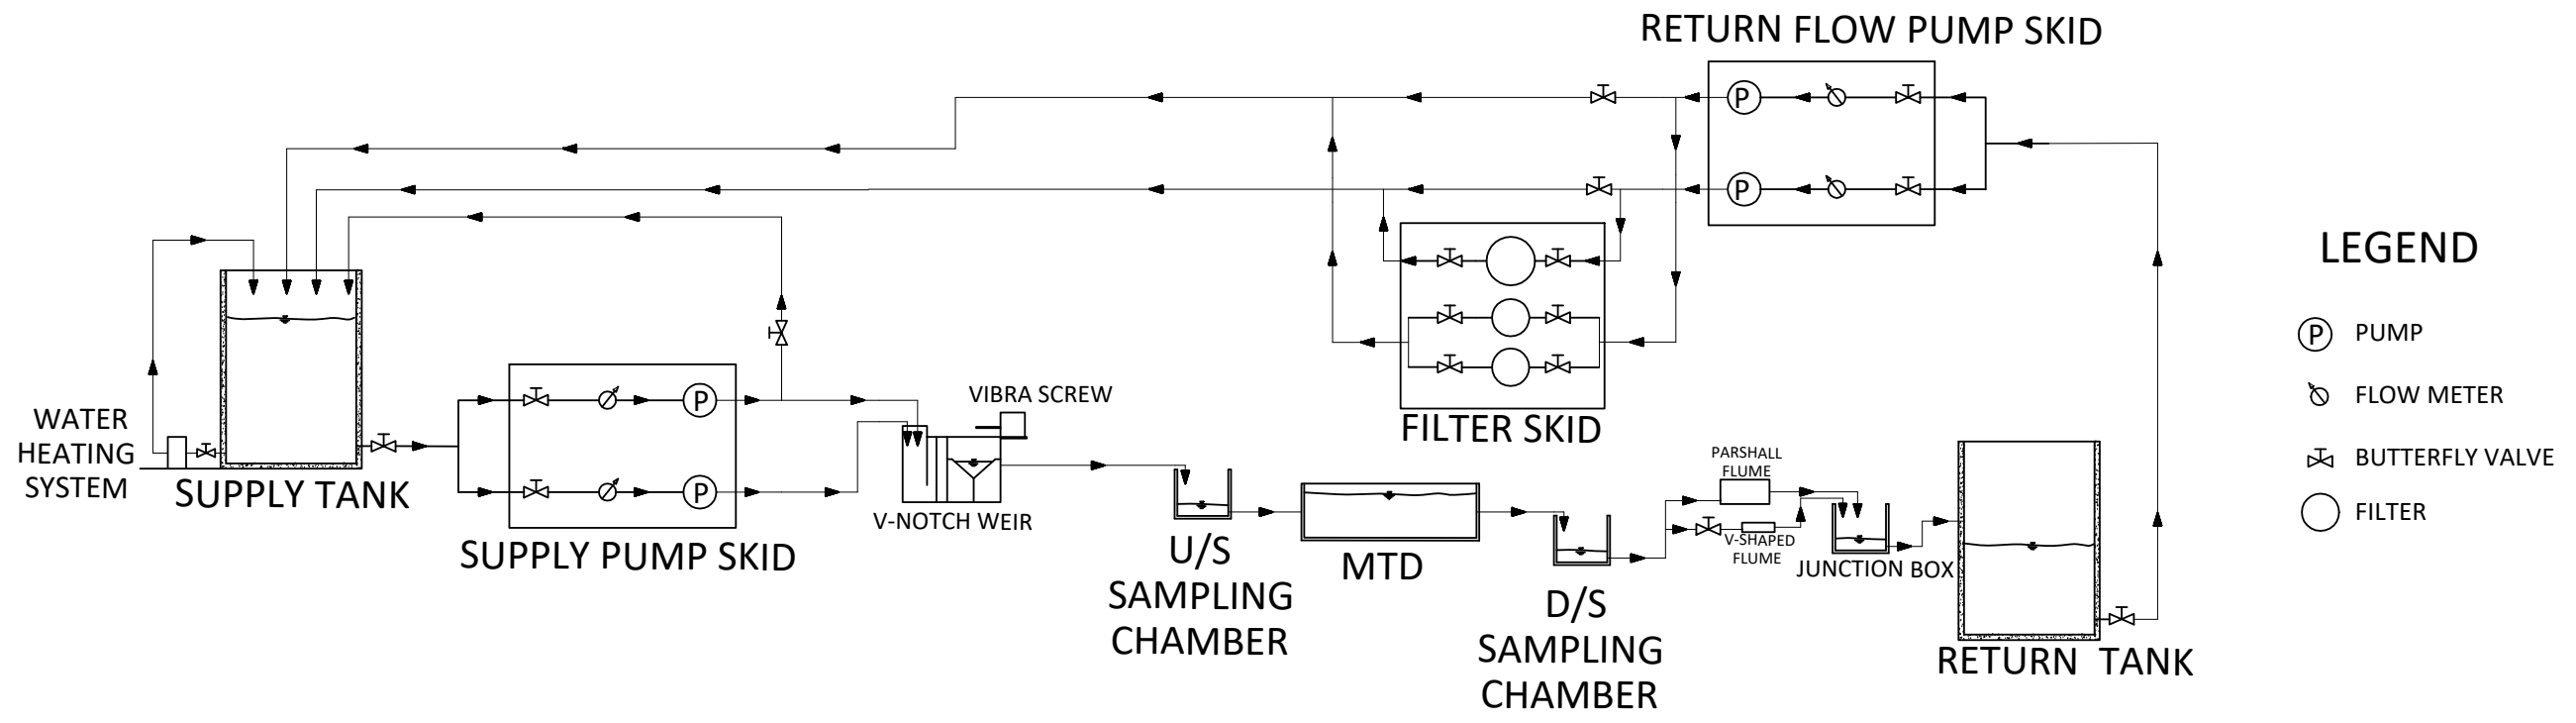 RETURN FLOW PUMP SKID
P
P
LEGEND
P PUMP
FLOW METER
BUTTERFLY VALVE
FILTER
FILTER SKID
WATER
HEATING
SYSTEM
SUPPLY TANK
P
P
SUPPLY PUMP SKID
VIBRA SCREW
V-NOTCH WEIR
U/S
SAMPLING
CHAMBER
MTD
D/S
SAMPLING
CHAMBER
PARSHALL
FLUME
V-SHAPED
FLUME
JUNCTION BOX
RETURN TANK